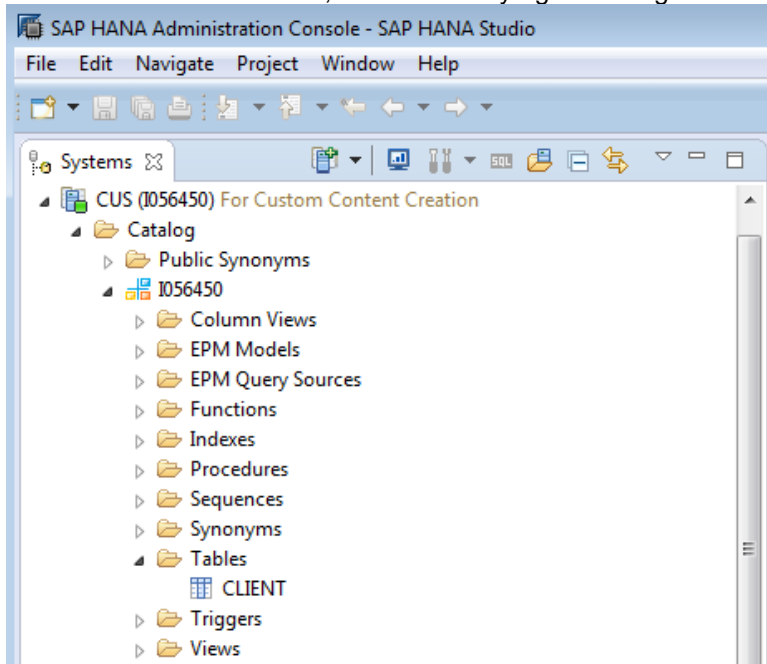 SAP HANA Administration Console - SAP HANA Studio
File Edit Navigate Project Window Help
SQL
Systems
CUS (I056450) For Custom Content Creation
Catalog
Public Synonyms
I056450
Column Views
EPM Models
EPM Query Sources
Functions
Indexes
Procedures
Sequences
Synonyms
Tables
CLIENT
Triggers
Views